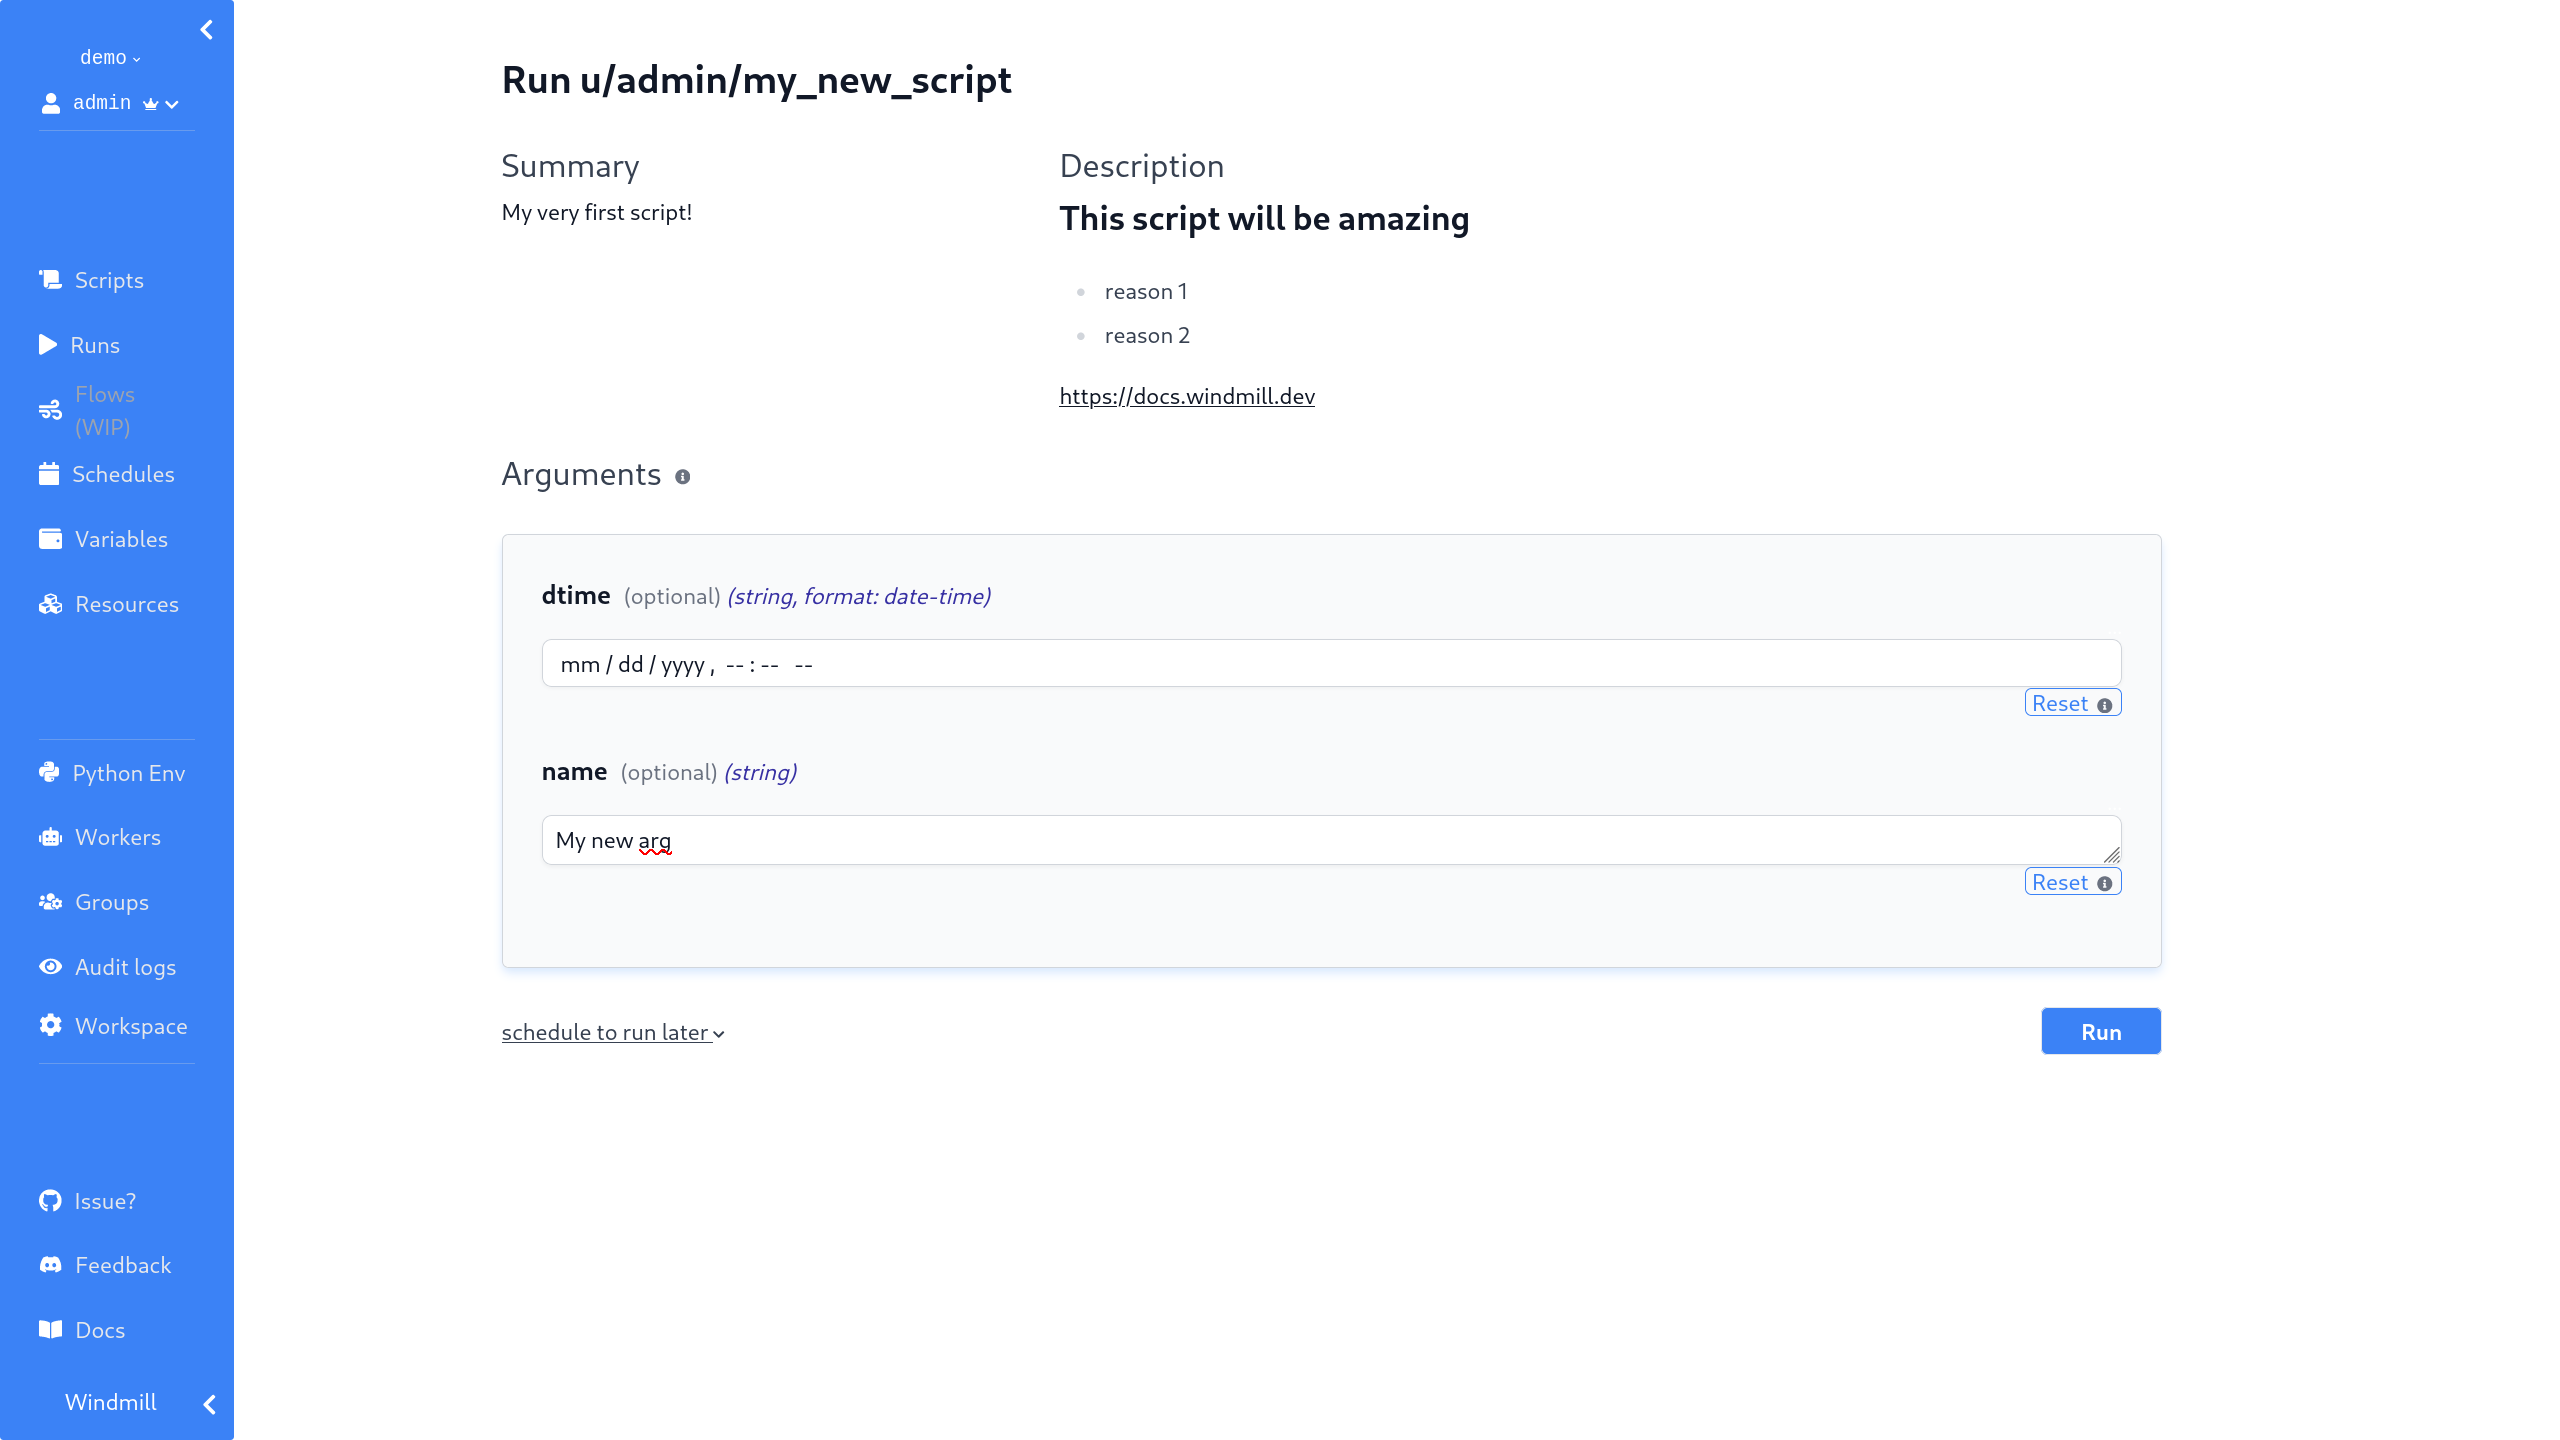 demo
admin
Scripts
Runs
Flows
(WIP)
Schedules
Variables
Resources
Python Env
Workers
Groups
Audit logs
Workspace
Issue?
Feedback
Docs
Windmill
Run u/admin/my_new_script
Summary
My very first script!
Description
This script will be amazing
reason 1
reason 2
https://docs.windmill.dev
Arguments
dtime (optional) (string, format: date-time)
mm / dd / yyyy , -- : -- --
Reset
name (optional) (string)
My new arg
Reset
schedule to run later
Run